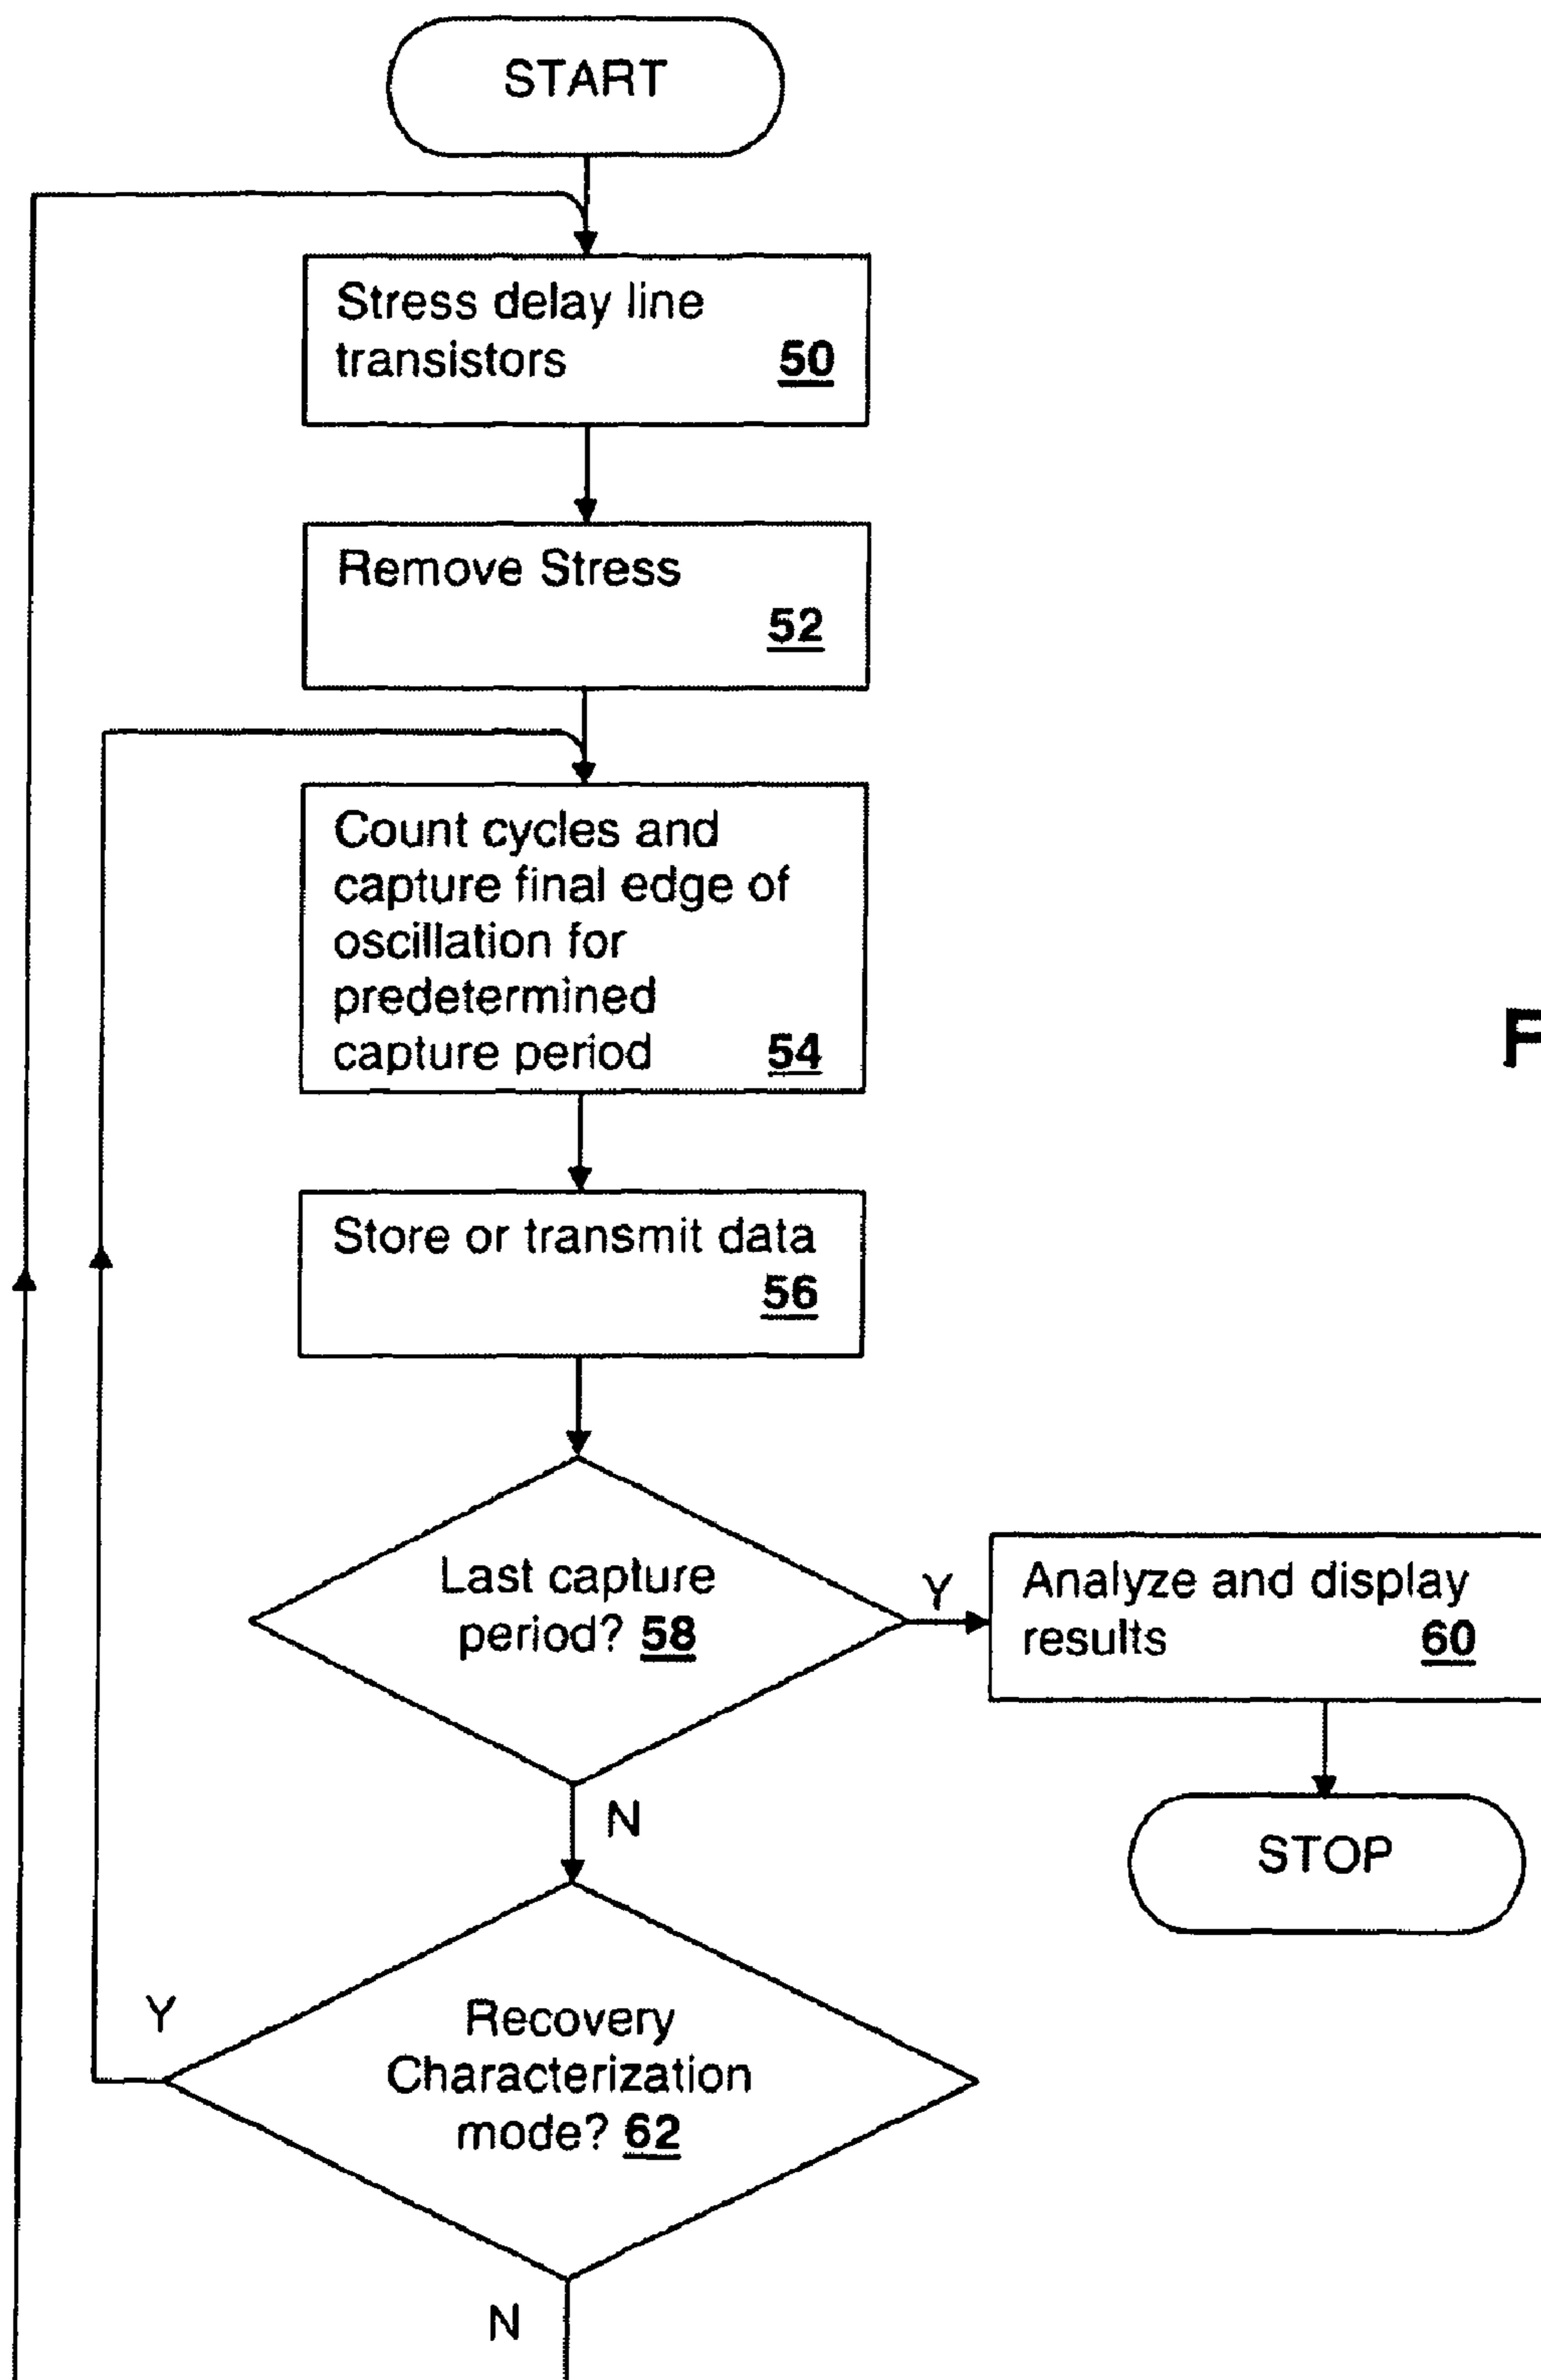 START
Stress delay line
transistors 50
Remove Stress
52
Count cycles and
capture final edge of
oscillation for
predetermined
capture period 54
F
Store or transmit data
56
Last capture
period? 58
Y
Analyze and display
results 60
N
STOP
Y
Recovery
Characterization
mode? 62
N